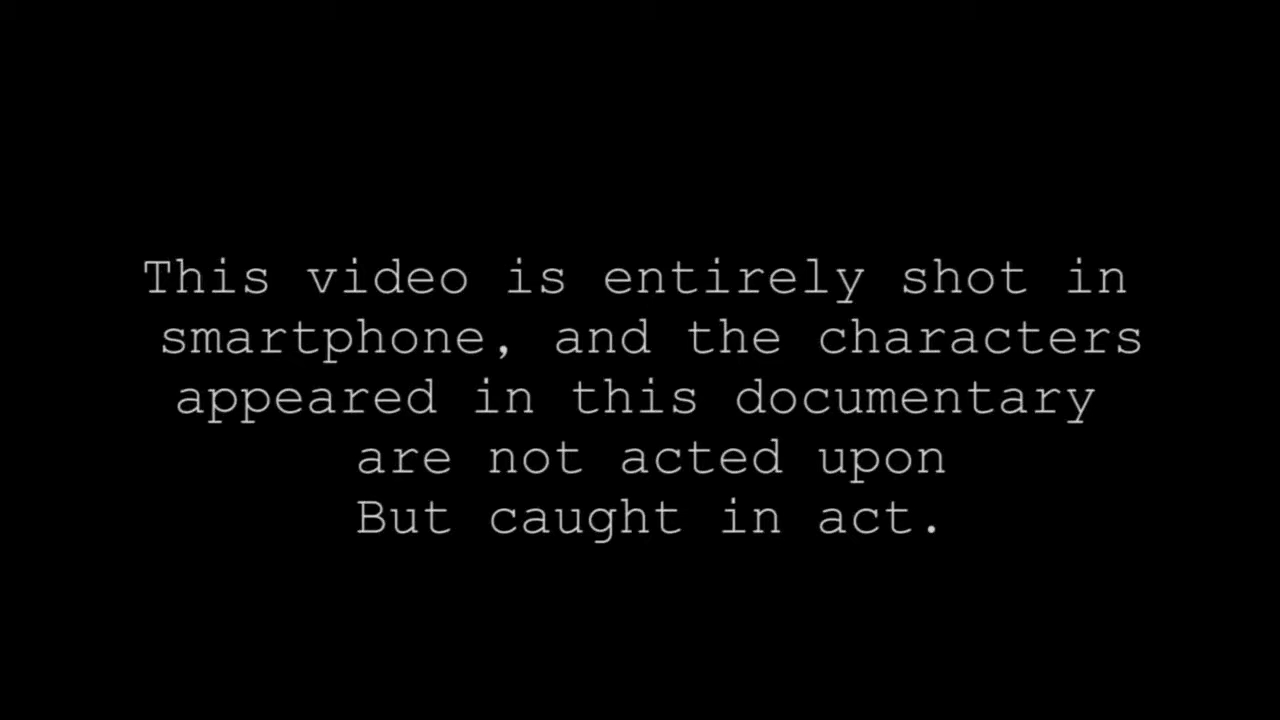 This video is entirely shot in
smartphone, and the characters
appeared in this documentary
are not acted upon
But caught in act.